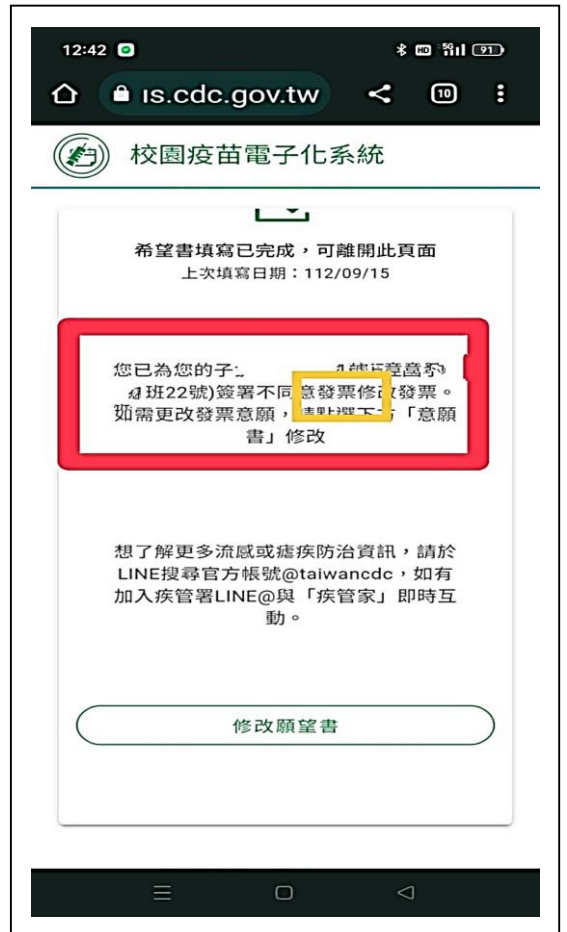 12:42
HD 5G 91
is.cdc.gov.tw 10
校園疫苗電子化系統
希望書填寫已完成，可離開此頁面
上次填寫日期：112/09/15
您已為您的子
班22號)簽署不同意發票修改發票。
如需更改發票意願，請點選下方「意願
書」修改
想了解更多流感或瘧疾防治資訊，請於
LINE搜尋官方帳號@taiwancdc，如有
加入疾管署LINE@與「疾管家」即時互
動。
修改願望書